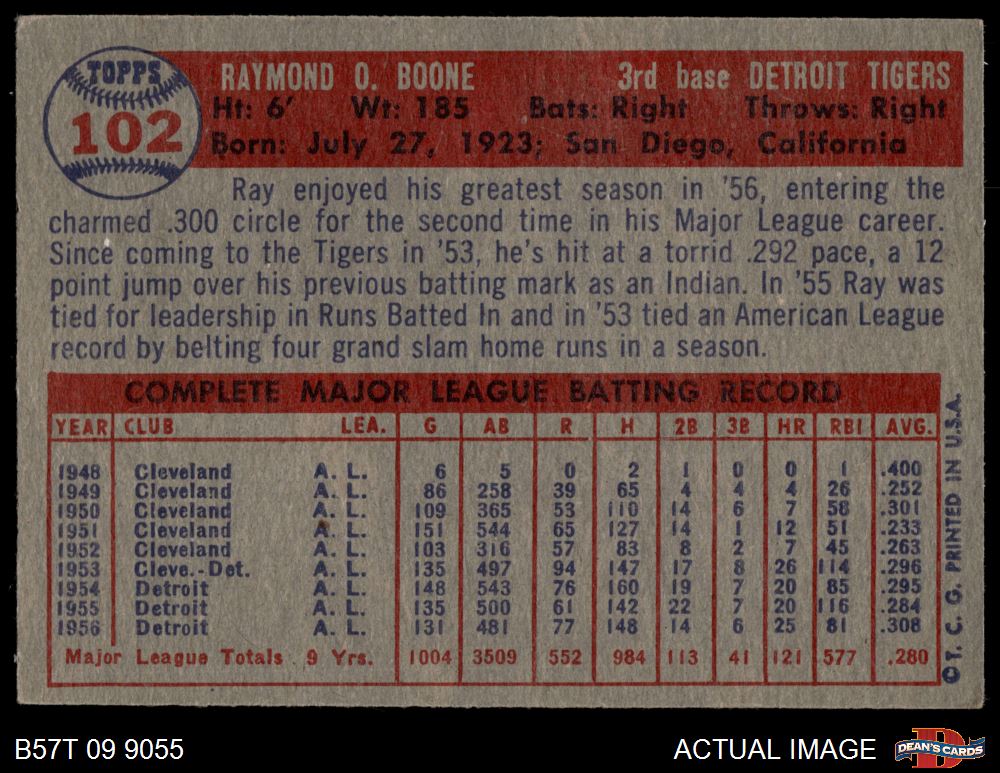 TOPPS
102
RAYMOND O. BOONE 3rd base DETROIT TIGERS
Ht: 6' Wt: 185 Bats: Right Throws: Right
Born: July 27, 1923; San Diego, California
Ray enjoyed his greatest season in '56, entering the
charmed .300 circle for the second time in his Major League career.
Since coming to the Tigers in '53, he's hit at a torrid .292 pace, a 12
point jump over his previous batting mark as an Indian. In '55 Ray was
tied for leadership in Runs Batted In and in '53 tied an American League
record by belting four grand slam home runs in a season.
COMPLETE MAJOR LEAGUE BATTING RECORD
YEAR CLUB LEA. G AB R H 2B 3B HR RBI AVG.
1948 Cleveland A. L. 6 5 0 2 1 0 0 1 .400
1949 Cleveland A. L. 86 258 39 65 4 4 4 26 .252
1950 Cleveland A. L. 109 365 53 110 14 6 7 58 .301
1951 Cleveland A. L. 151 544 65 127 14 1 12 51 .233
1952 Cleveland A. L. 103 316 57 83 8 2 7 45 .263
1953 Cleve.-Det. A. L. 135 497 94 147 17 8 26 114 .296
1954 Detroit A. L. 148 543 76 160 19 7 20 85 .295
1955 Detroit A. L. 135 500 61 142 22 7 20 116 .284
1956 Detroit A. L. 131 481 77 148 14 6 25 81 .308
Major League Totals 9 Yrs. 1004 3509 552 984 113 41 121 577 .280
© T. C. G. PRINTED IN U.S.A.
B57T 09 9055
ACTUAL IMAGE
D
DEAN'S CARDS